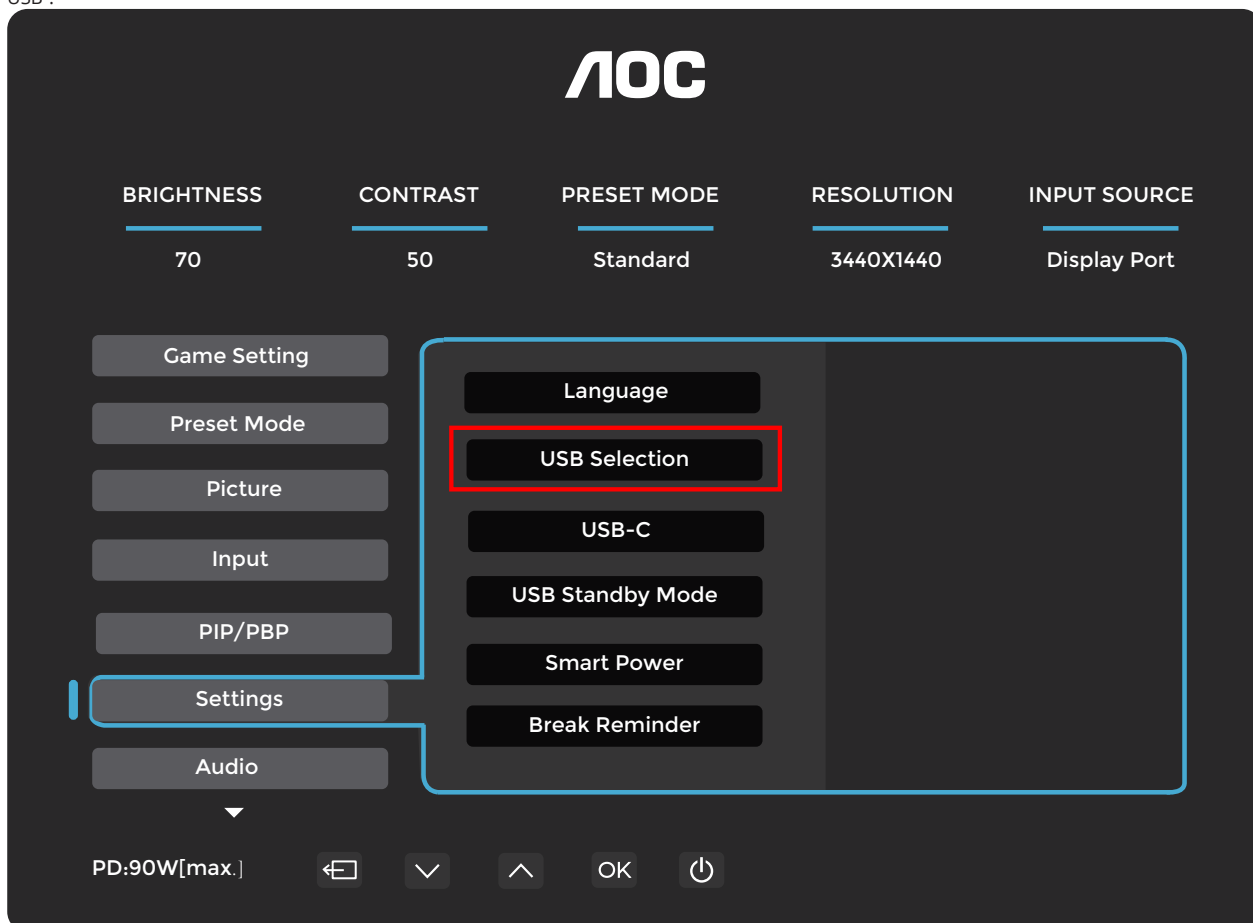 USB :
AOC
BRIGHTNESS CONTRAST PRESET MODE RESOLUTION INPUT SOURCE
70 50 Standard 3440X1440 Display Port
Game Setting
Preset Mode
Picture
Input
PIP/PBP
Settings
Audio
Language
USB Selection
USB-C
USB Standby Mode
Smart Power
Break Reminder
PD:90W[max.] OK